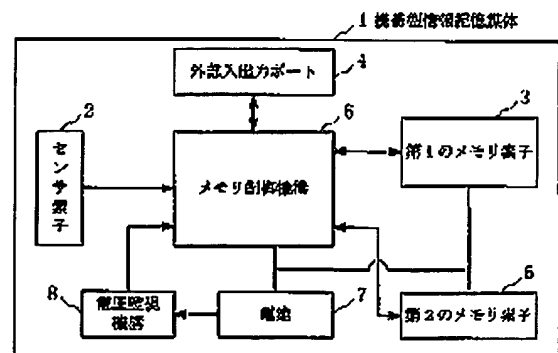 1 携帯型情報記憶媒体
外部入出力ポート
4
2
6
3
センサ素子
メモリ制御機構
第1のメモリ素子
5
8
電圧監視機構
電池
7
第2のメモリ素子